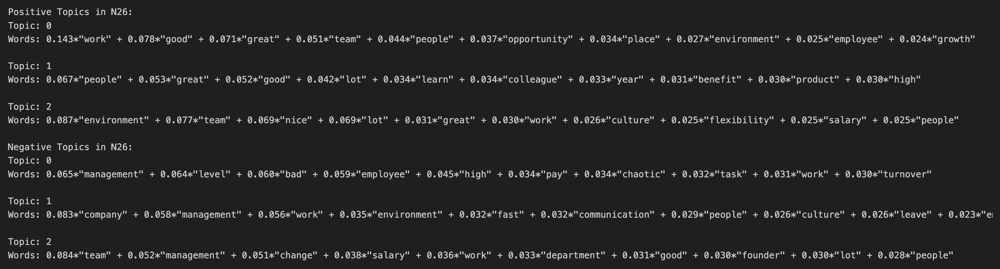 Positive Topics in N26:
Topic: 0
Words: 0.143*"work" + 0.078*"good" + 0.071*"great" + 0.051*"team" + 0.044*"people" + 0.037*"opportunity" + 0.034*"place" + 0.027*"environment" + 0.025*"employee" + 0.024*"growth"
Topic: 1
Words: 0.067*"people" + 0.053*"great" + 0.052*"good" + 0.042*"lot" + 0.034*"learn" + 0.034*"colleague" + 0.033*"year" + 0.031*"benefit" + 0.030*"product" + 0.030*"high"
Topic: 2
Words: 0.087*"environment" + 0.077*"team" + 0.069*"nice" + 0.069*"lot" + 0.031*"great" + 0.030*"work" + 0.026*"culture" + 0.025*"flexibility" + 0.025*"salary" + 0.025*"people"
Negative Topics in N26:
Topic: 0
Words: 0.065*"management" + 0.064*"level" + 0.060*"bad" + 0.059*"employee" + 0.045*"high" + 0.034*"pay" + 0.034*"chaotic" + 0.032*"task" + 0.031*"work" + 0.030*"turnover"
Topic: 1
Words: 0.083*"company" + 0.058*"management" + 0.056*"work" + 0.035*"environment" + 0.032*"fast" + 0.032*"communication" + 0.029*"people" + 0.026*"culture" + 0.026*"leave" + 0.023*"e
Topic: 2
Words: 0.084*"team" + 0.052*"management" + 0.051*"change" + 0.038*"salary" + 0.036*"work" + 0.033*"department" + 0.031*"good" + 0.030*"founder" + 0.030*"lot" + 0.028*"people"